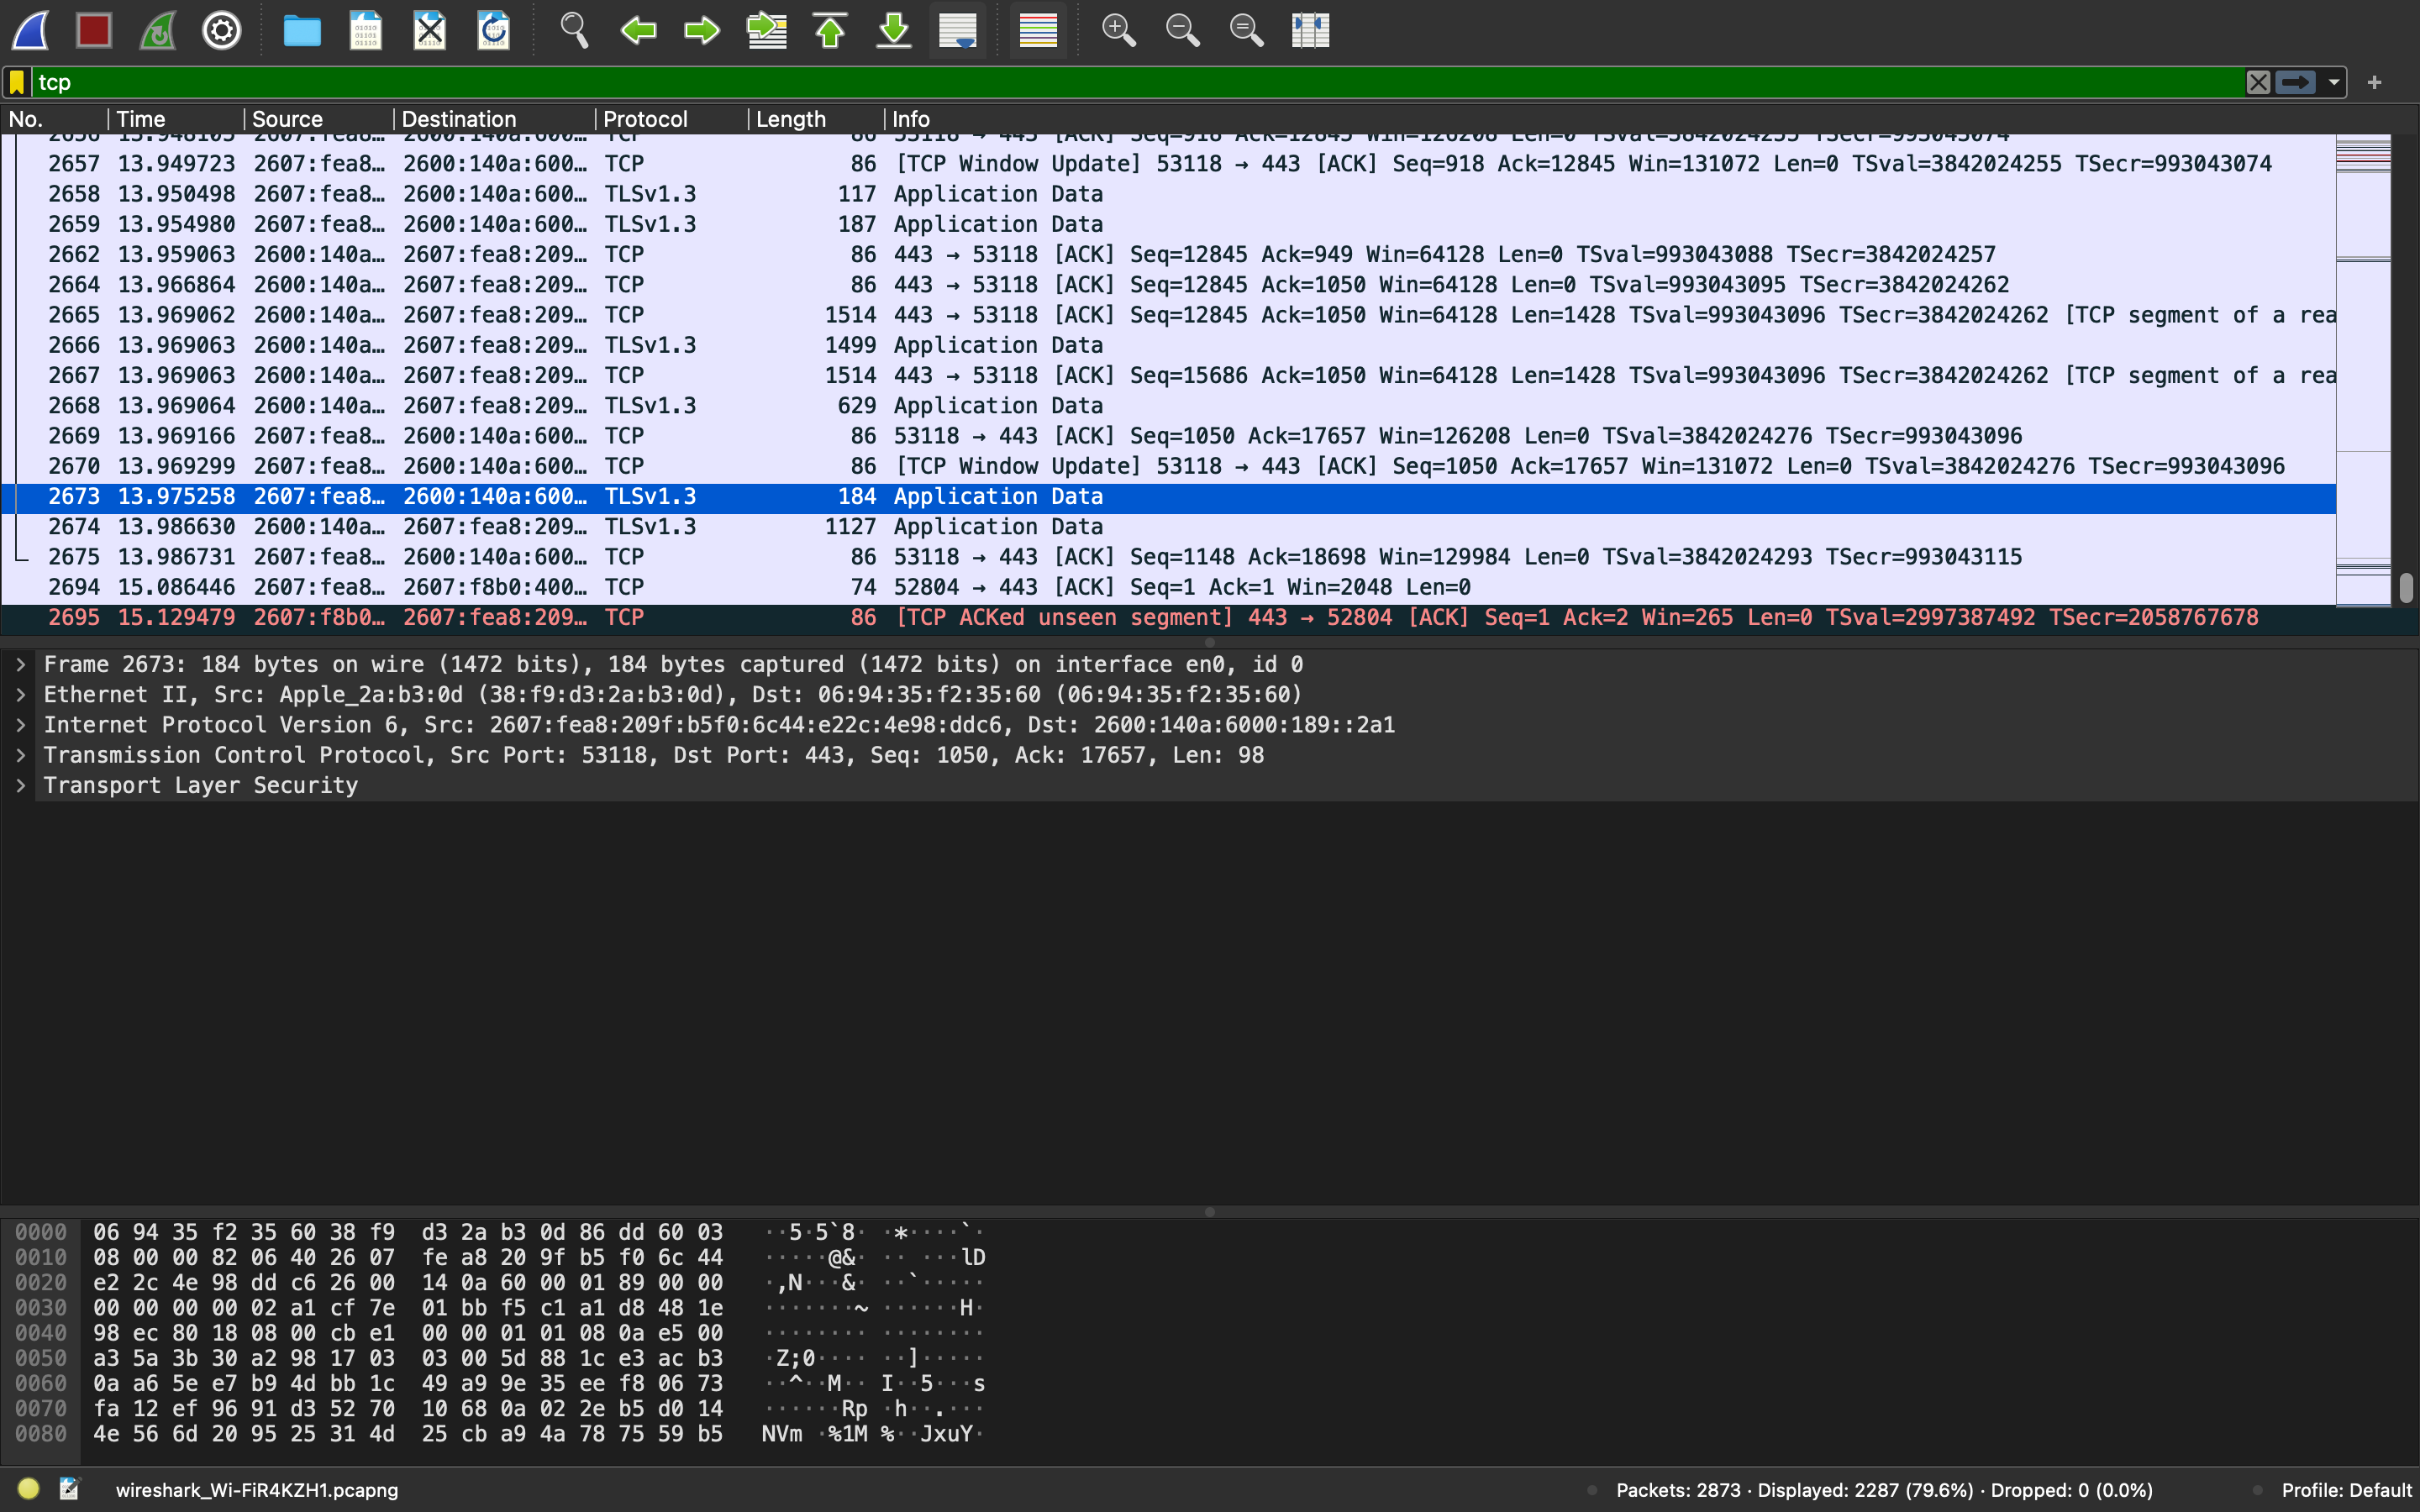 tcp
No. Time Source Destination Protocol Length Info
2656 13.948105 2607:fea8… 2600:140a:600… TCP 86 53118 → 443 [ACK] Seq=918 Ack=12845 Win=126208 Len=0 TSval=3842024255 TSecr=993043074
2657 13.949723 2607:fea8… 2600:140a:600… TCP 86 [TCP Window Update] 53118 → 443 [ACK] Seq=918 Ack=12845 Win=131072 Len=0 TSval=3842024255 TSecr=993043074
2658 13.950498 2607:fea8… 2600:140a:600… TLSv1.3 117 Application Data
2659 13.954980 2607:fea8… 2600:140a:600… TLSv1.3 187 Application Data
2662 13.959063 2600:140a… 2607:fea8:209… TCP 86 443 → 53118 [ACK] Seq=12845 Ack=949 Win=64128 Len=0 TSval=993043088 TSecr=3842024257
2664 13.966864 2600:140a… 2607:fea8:209… TCP 86 443 → 53118 [ACK] Seq=12845 Ack=1050 Win=64128 Len=0 TSval=993043095 TSecr=3842024262
2665 13.969062 2600:140a… 2607:fea8:209… TCP 1514 443 → 53118 [ACK] Seq=12845 Ack=1050 Win=64128 Len=1428 TSval=993043096 TSecr=3842024262 [TCP segment of a rea
2666 13.969063 2600:140a… 2607:fea8:209… TLSv1.3 1499 Application Data
2667 13.969063 2600:140a… 2607:fea8:209… TCP 1514 443 → 53118 [ACK] Seq=15686 Ack=1050 Win=64128 Len=1428 TSval=993043096 TSecr=3842024262 [TCP segment of a rea
2668 13.969064 2600:140a… 2607:fea8:209… TLSv1.3 629 Application Data
2669 13.969166 2607:fea8… 2600:140a:600… TCP 86 53118 → 443 [ACK] Seq=1050 Ack=17657 Win=126208 Len=0 TSval=3842024276 TSecr=993043096
2670 13.969299 2607:fea8… 2600:140a:600… TCP 86 [TCP Window Update] 53118 → 443 [ACK] Seq=1050 Ack=17657 Win=131072 Len=0 TSval=3842024276 TSecr=993043096
2673 13.975258 2607:fea8… 2600:140a:600… TLSv1.3 184 Application Data
2674 13.986630 2600:140a… 2607:fea8:209… TLSv1.3 1127 Application Data
2675 13.986731 2607:fea8… 2600:140a:600… TCP 86 53118 → 443 [ACK] Seq=1148 Ack=18698 Win=129984 Len=0 TSval=3842024293 TSecr=993043115
2694 15.086446 2607:fea8… 2607:f8b0:400… TCP 74 52804 → 443 [ACK] Seq=1 Ack=1 Win=2048 Len=0
2695 15.129479 2607:f8b0… 2607:fea8:209… TCP 86 [TCP ACKed unseen segment] 443 → 52804 [ACK] Seq=1 Ack=2 Win=265 Len=0 TSval=2997387492 TSecr=2058767678
Frame 2673: 184 bytes on wire (1472 bits), 184 bytes captured (1472 bits) on interface en0, id 0
Ethernet II, Src: Apple_2a:b3:0d (38:f9:d3:2a:b3:0d), Dst: 06:94:35:f2:35:60 (06:94:35:f2:35:60)
Internet Protocol Version 6, Src: 2607:fea8:209f:b5f0:6c44:e22c:4e98:ddc6, Dst: 2600:140a:6000:189::2a1
Transmission Control Protocol, Src Port: 53118, Dst Port: 443, Seq: 1050, Ack: 17657, Len: 98
Transport Layer Security
0000 06 94 35 f2 35 60 38 f9 d3 2a b3 0d 86 dd 60 03 ··5·5`8· ·*····`·
0010 08 00 00 82 06 40 26 07 fe a8 20 9f b5 f0 6c 44 ·····@&· ·· ···lD
0020 e2 2c 4e 98 dd c6 26 00 14 0a 60 00 01 89 00 00 ·,N···&· ··`·····
0030 00 00 00 00 02 a1 cf 7e 01 bb f5 c1 a1 d8 48 1e ·······~ ······H·
0040 98 ec 80 18 08 00 cb e1 00 00 01 01 08 0a e5 00 ········ ········
0050 a3 5a 3b 30 a2 98 17 03 03 00 5d 88 1c e3 ac b3 ·Z;0···· ··]·····
0060 0a a6 5e e7 b9 4d bb 1c 49 a9 9e 35 ee f8 06 73 ··^··M·· I··5···s
0070 fa 12 ef 96 91 d3 52 70 10 68 0a 02 2e b5 d0 14 ······Rp ·h··.···
0080 4e 56 6d 20 95 25 31 4d 25 cb a9 4a 78 75 59 b5 NVm ·%1M %··JxuY·
wireshark_Wi-FiR4KZH1.pcapng Packets: 2873 · Displayed: 2287 (79.6%) · Dropped: 0 (0.0%) Profile: Default